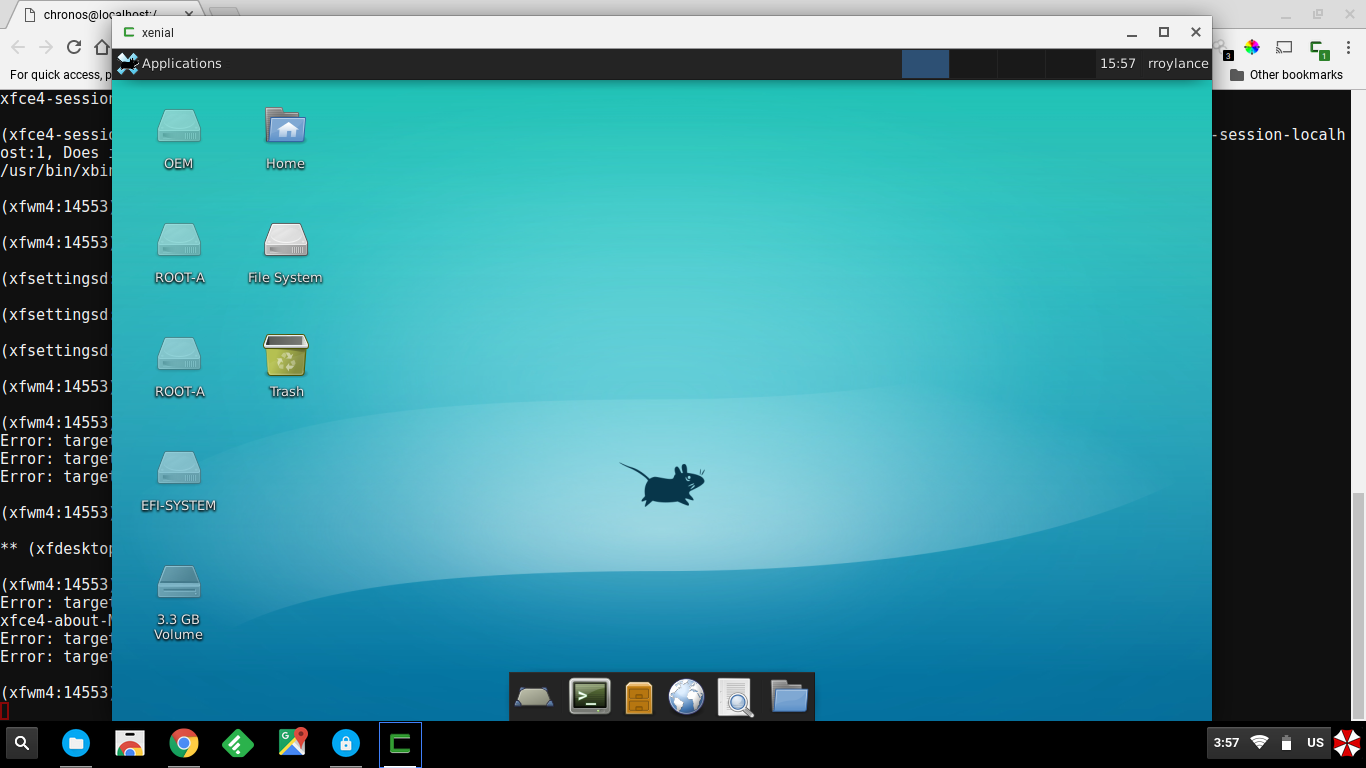 chronos@localhost:/
For quick access, p
Other bookmarks
3
1
xenial
Applications
15:57
rroylance
OEM
Home
ROOT-A
File System
ROOT-A
Trash
EFI-SYSTEM
3.3 GB
Volume
xfce4-session
(xfce4-sessio
-session-localh
ost:1, Does
/usr/bin/xbin
(xfwm4:14553)
(xfwm4:14553)
(xfsettingsd
(xfsettingsd
(xfsettingsd
(xfwm4:14553)
(xfwm4:14553)
Error: target
Error: target
Error: target
(xfwm4:14553)
** (xfdesktop
(xfwm4:14553)
Error: target
xfce4-about-
Error: target
Error: target
(xfwm4:14553)
>_
3:57
US